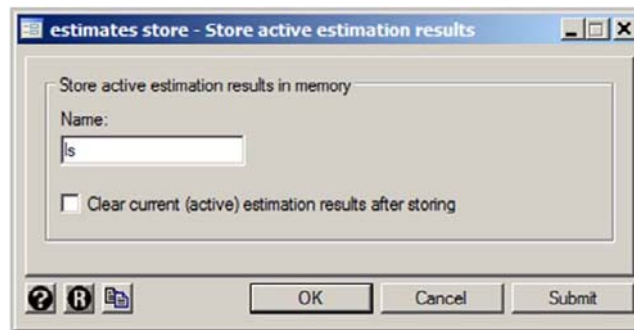 estimates store - Store active estimation results
Store active estimation results in memory
Name:
ls
Clear current (active) estimation results after storing
? R OK Cancel Submit